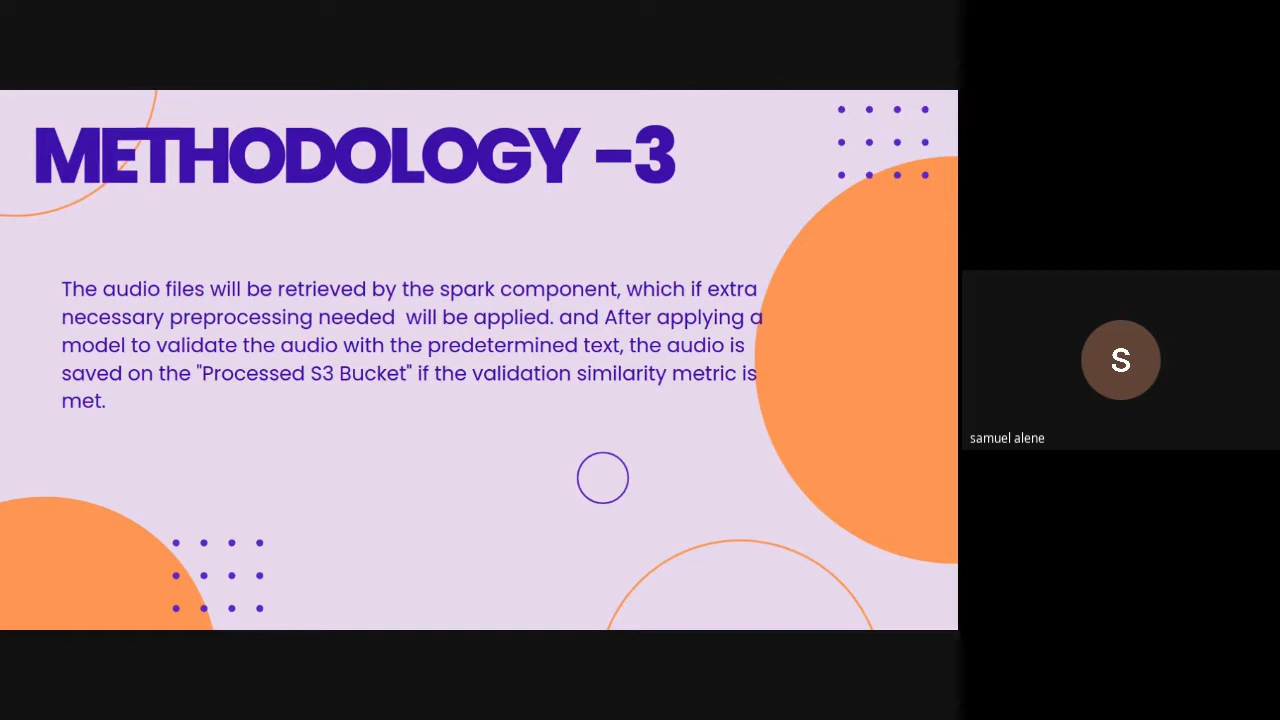 METHODOLOGY -3
The audio files will be retrieved by the spark component, which if extra
necessary preprocessing needed  will be applied. and After applying a
model to validate the audio with the predetermined text, the audio is
saved on the "Processed S3 Bucket" if the validation similarity metric is
met.
S
samuel alene